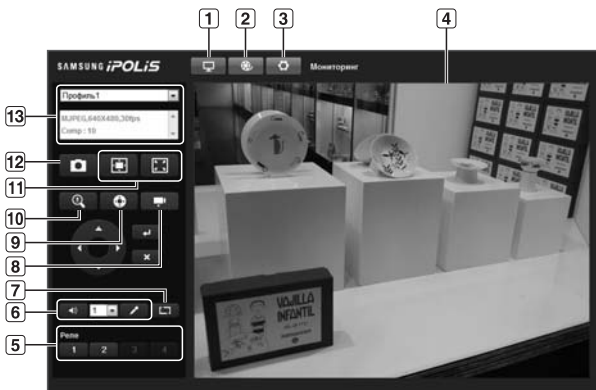 1
2
3
4
SAMSUNG iPOLiS
Мониторинг
13
Профиль1
MJPEG,640X480,30fps
Comp : 10
12
11
10
9
8
7
6
1
5
Реле
1 2 3 4
VAJILLA
INFANTIL